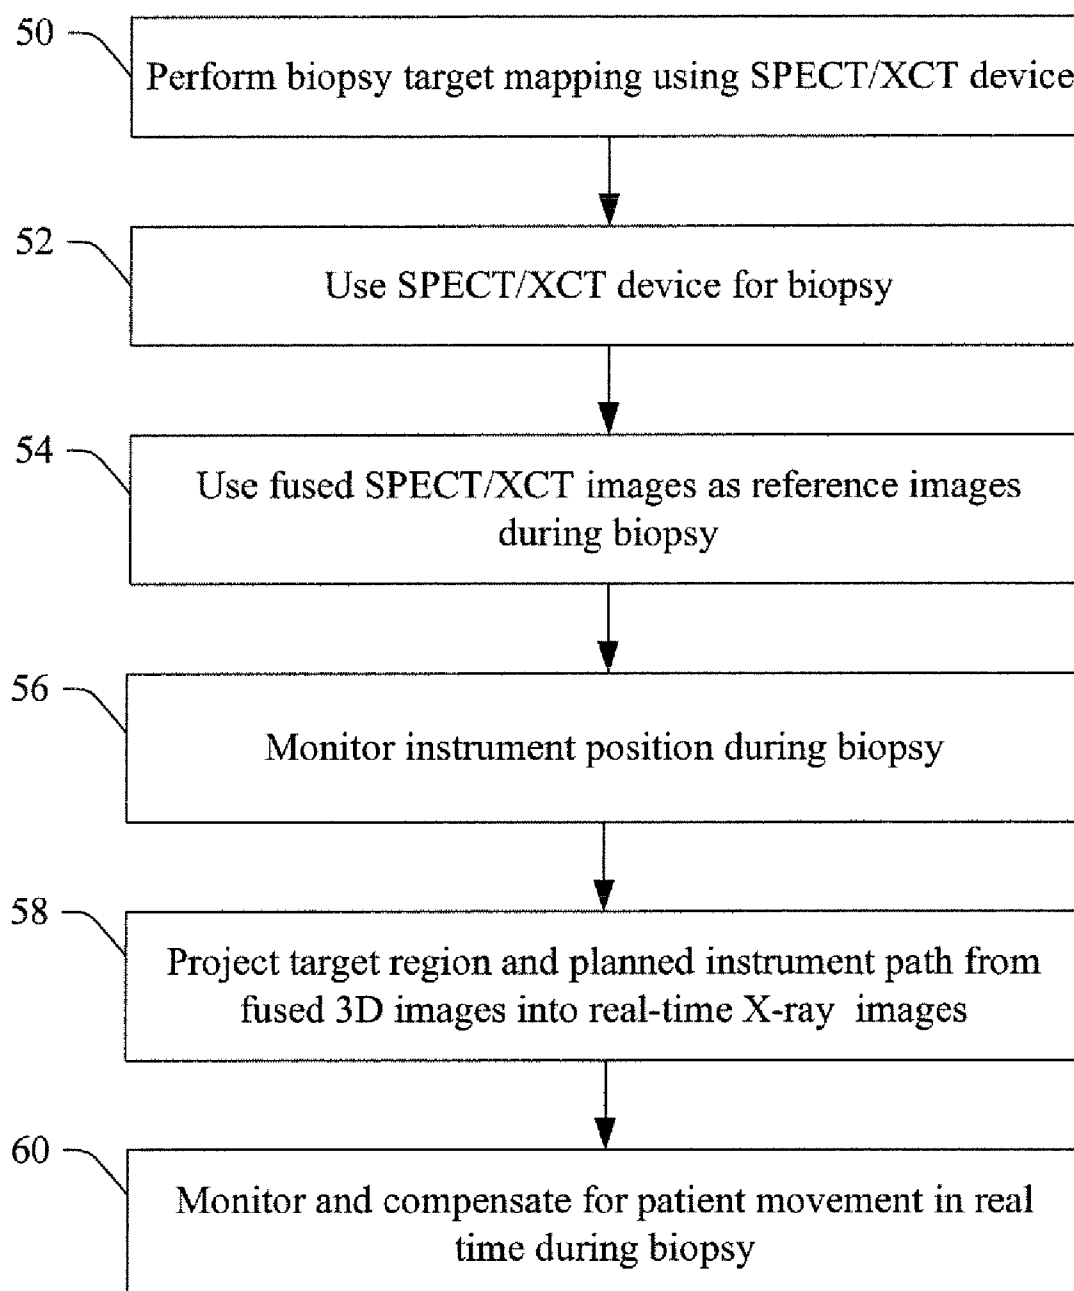 50
Perform biopsy target mapping using SPECT/XCT device
52
Use SPECT/XCT device for biopsy
54
Use fused SPECT/XCT images as reference images
during biopsy
56
Monitor instrument position during biopsy
58
Project target region and planned instrument path from
fused 3D images into real-time X-ray images
60
Monitor and compensate for patient movement in real
time during biopsy